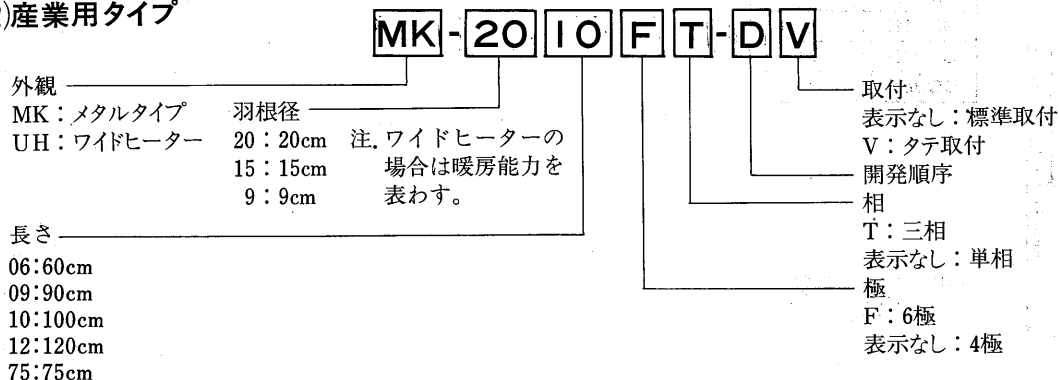 2)産業用タイプ
MK-2010FT-DV
外観
MK：メタルタイプ
UH：ワイドヒーター
羽根径
20：20cm
15：15cm
9：9cm
注.ワイドヒーターの
場合は暖房能力を
表わす。
長さ
06:60cm
09:90cm
10:100cm
12:120cm
75:75cm
取付
表示なし：標準取付
V：タテ取付
開発順序
相
T：三相
表示なし：単相
極
F：6極
表示なし：4極